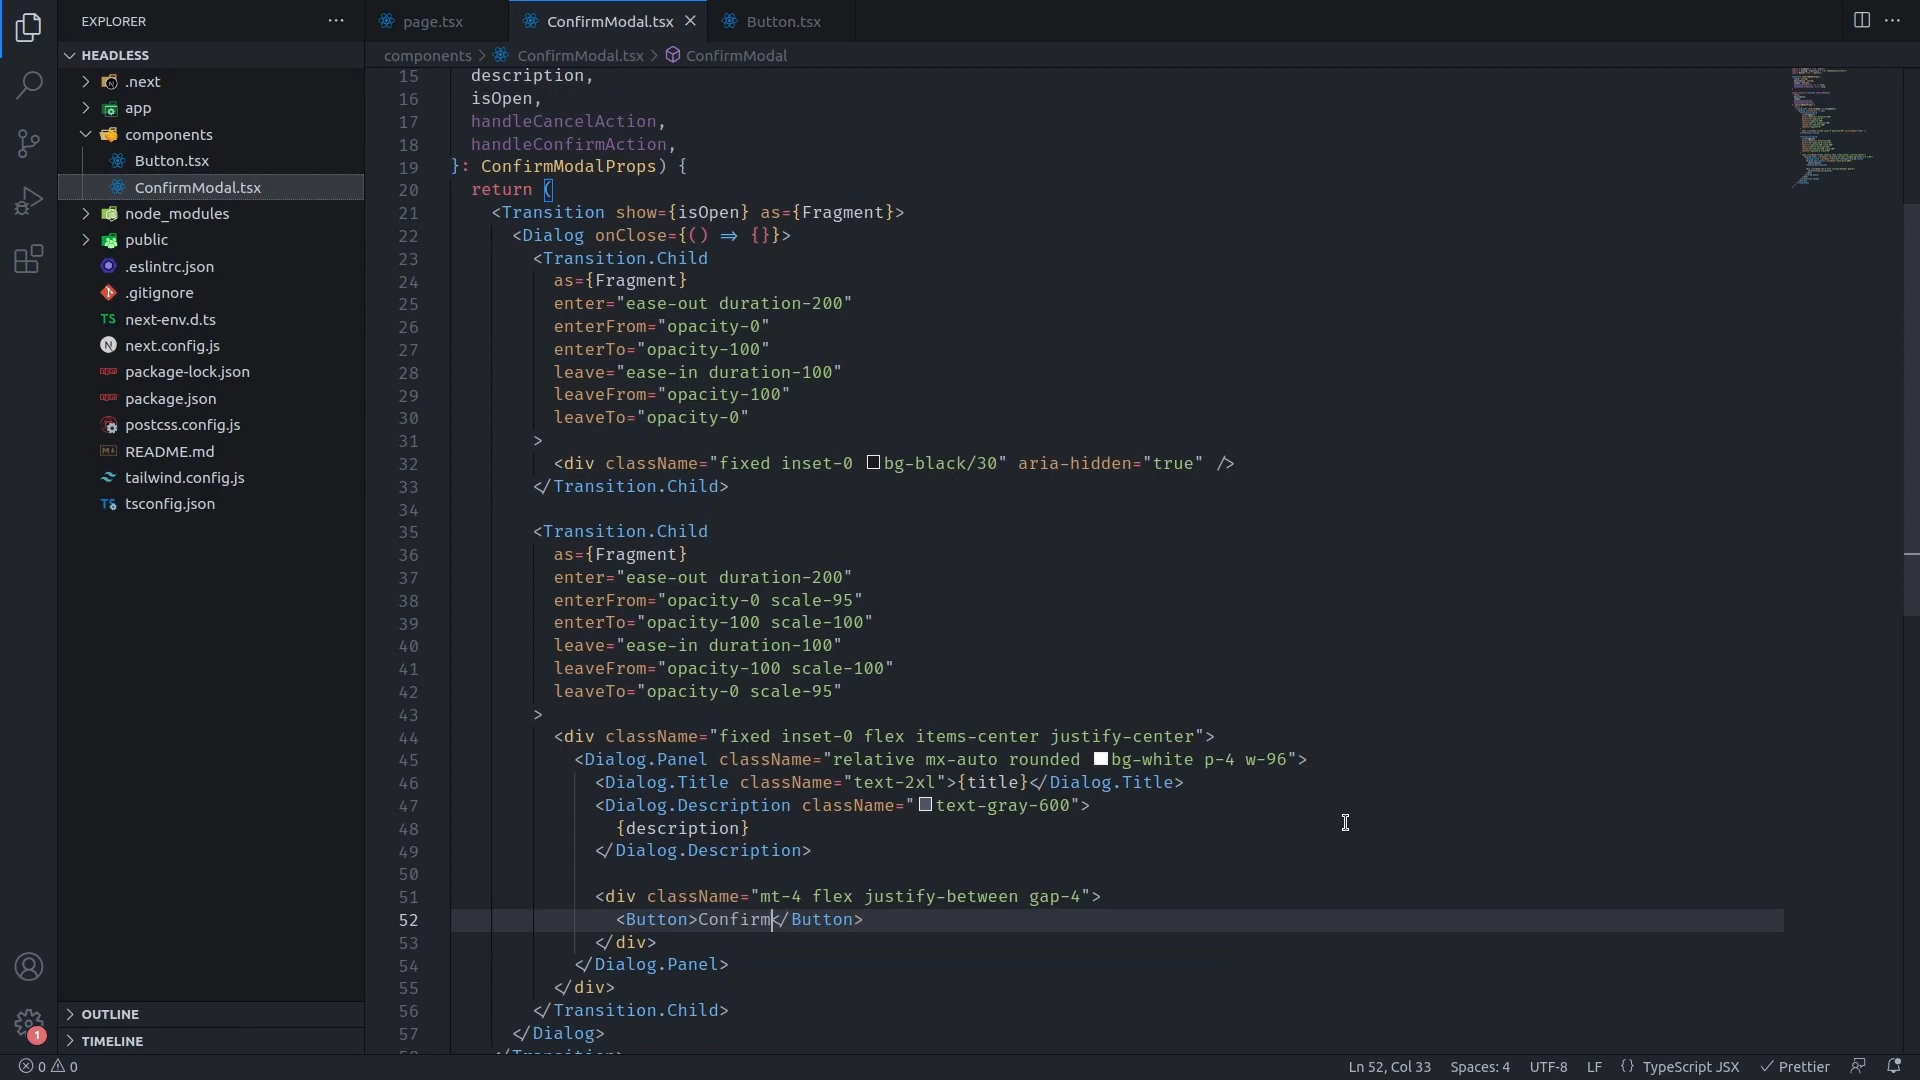 EXPLORER
page.tsx
ConfirmModal.tsx
Button.tsx
HEADLESS
components > ConfirmModal.tsx > ConfirmModal
.next
app
components
Button.tsx
ConfirmModal.tsx
node_modules
public
.eslintrc.json
.gitignore
next-env.d.ts
next.config.js
package-lock.json
package.json
postcss.config.js
README.md
tailwind.config.js
tsconfig.json
OUTLINE
TIMELINE
15 description,
16 isOpen,
17 handleCancelAction,
18 handleConfirmAction,
19 }: ConfirmModalProps) {
20 return (
21 <Transition show={isOpen} as={Fragment}>
22 <Dialog onClose={() => {}}>
23 <Transition.Child
24 as={Fragment}
25 enter="ease-out duration-200"
26 enterFrom="opacity-0"
27 enterTo="opacity-100"
28 leave="ease-in duration-100"
29 leaveFrom="opacity-100"
30 leaveTo="opacity-0"
31 >
32 <div className="fixed inset-0 bg-black/30" aria-hidden="true" />
33 </Transition.Child>
34
35 <Transition.Child
36 as={Fragment}
37 enter="ease-out duration-200"
38 enterFrom="opacity-0 scale-95"
39 enterTo="opacity-100 scale-100"
40 leave="ease-in duration-100"
41 leaveFrom="opacity-100 scale-100"
42 leaveTo="opacity-0 scale-95"
43 >
44 <div className="fixed inset-0 flex items-center justify-center">
45 <Dialog.Panel className="relative mx-auto rounded bg-white p-4 w-96">
46 <Dialog.Title className="text-2xl">{title}</Dialog.Title>
47 <Dialog.Description className="text-gray-600">
48 {description}
49 </Dialog.Description>
50
51 <div className="mt-4 flex justify-between gap-4">
52 <Button>Confirm</Button>
53 </div>
54 </Dialog.Panel>
55 </div>
56 </Transition.Child>
57 </Dialog>
1
0 0
Ln 52, Col 33
Spaces: 4
UTF-8
LF
{} TypeScript JSX
Prettier